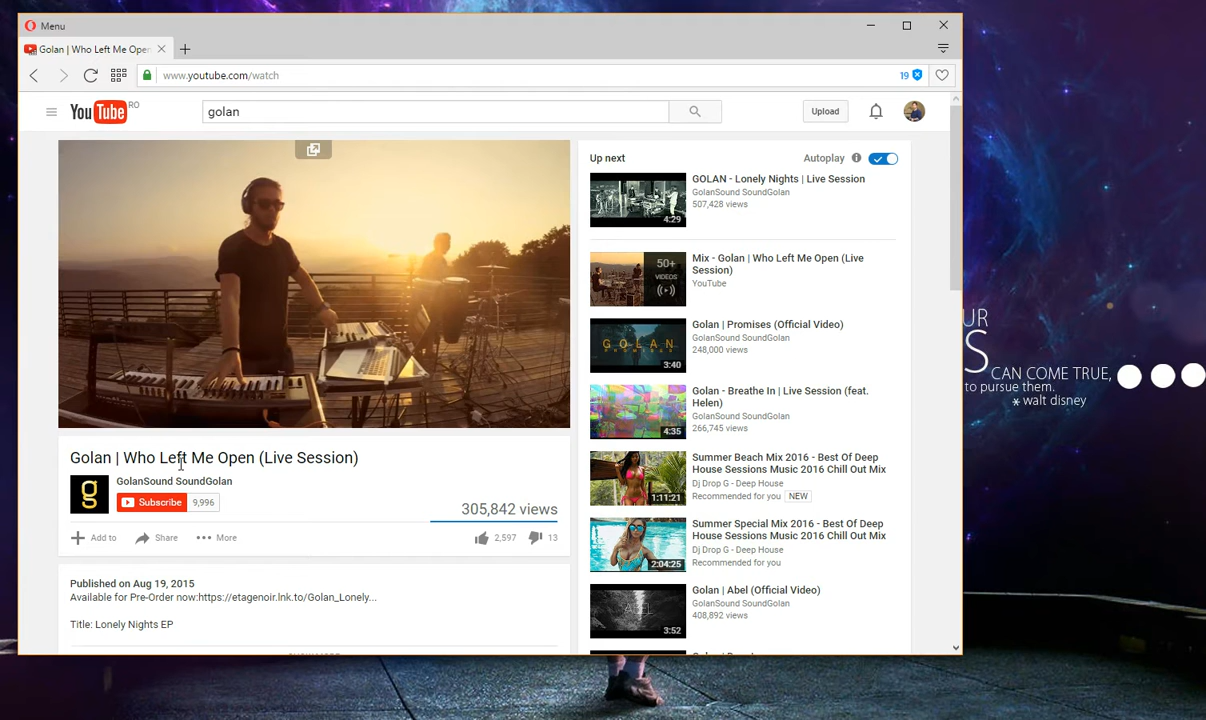 Menu
Golan | Who Left Me Open
www.youtube.com/watch
19
YouTube RO
golan
Upload
Up next
Autoplay
GOLAN - Lonely Nights | Live Session
GolanSound SoundGolan
507,428 views
4:29
50+
VIDEOS
Mix - Golan | Who Left Me Open (Live
Session)
YouTube
GOLAN
PROMISES
3:40
Golan | Promises (Official Video)
GolanSound SoundGolan
248,000 views
4:35
Golan - Breathe In | Live Session (feat.
Helen)
GolanSound SoundGolan
266,745 views
1:11:21
Summer Beach Mix 2016 - Best Of Deep
House Sessions Music 2016 Chill Out Mix
Dj Drop G - Deep House
Recommended for you NEW
2:04:25
Summer Special Mix 2016 - Best Of Deep
House Sessions Music 2016 Chill Out Mix
Dj Drop G - Deep House
Recommended for you
ABEL
3:52
Golan | Abel (Official Video)
GolanSound SoundGolan
408,892 views
Golan | Who Left Me Open (Live Session)
g
GolanSound SoundGolan
Subscribe 9,996
305,842 views
Add to Share More
2,597 13
Published on Aug 19, 2015
Available for Pre-Order now:https://etagenoir.lnk.to/Golan_Lonely...
Title: Lonely Nights EP
UR
S
CAN COME TRUE,
to pursue them.
* walt disney